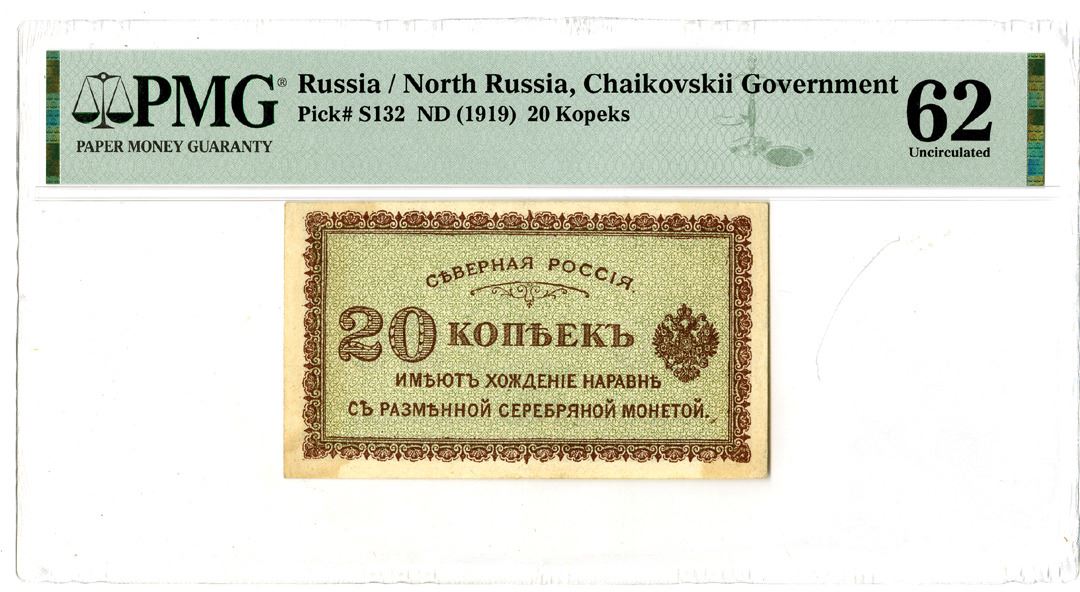 PMG®
PAPER MONEY GUARANTY
Russia / North Russia, Chaikovskii Government
Pick# S132 ND (1919) 20 Kopeks
62
Uncirculated
СѢВЕРНАЯ РОССІЯ.
20 КОПѢЕКЪ
ИМѢЮТЪ ХОЖДЕНІЕ НАРАВНѢ
СЪ РАЗМѢННОЙ СЕРЕБРЯНОЙ МОНЕТОЙ.